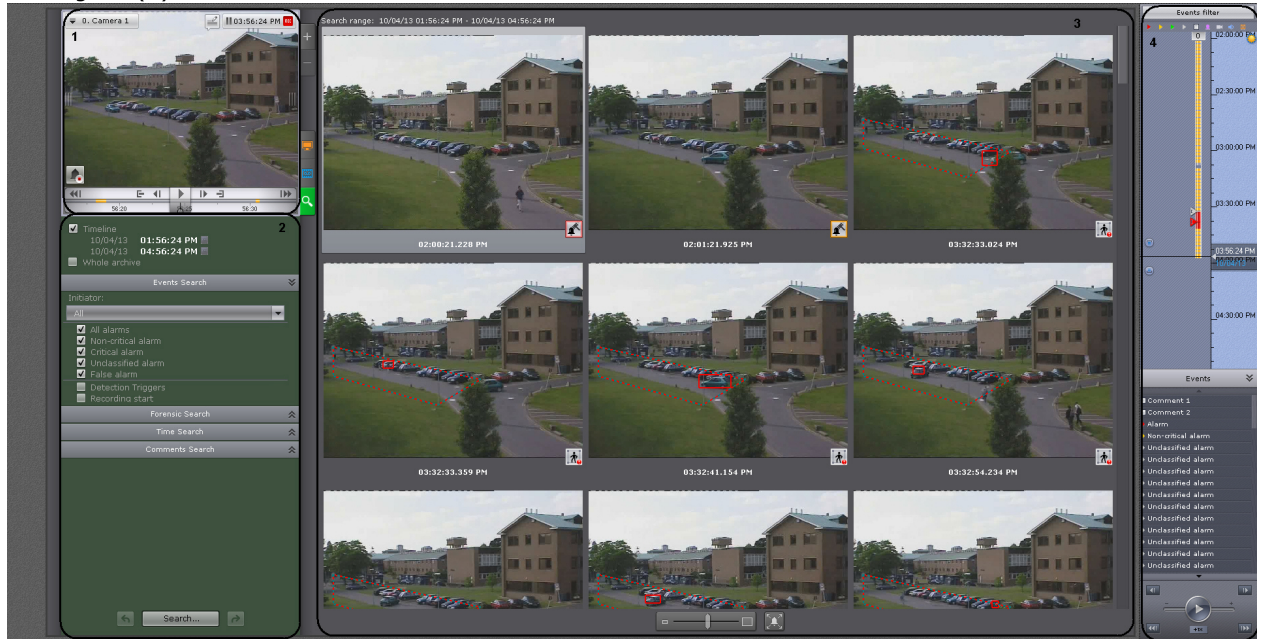 0. Camera 1
03:56:24 PM
1
56:20
56:30
Timeline
2
10/04/13 01:56:24 PM
10/04/13 04:56:24 PM
Whole archive
Events Search
Initiator:
All
All alarms
Non-critical alarm
Critical alarm
Unclassified alarm
False alarm
Detection Triggers
Recording start
Forensic Search
Time Search
Comments Search
Search...
Search range: 10/04/13 01:56:24 PM - 10/04/13 04:56:24 PM
3
02:00:21.228 PM
02:01:21.925 PM
03:32:33.024 PM
03:32:33.359 PM
03:32:41.154 PM
03:32:54.234 PM
Events filter
4
0
02:00:00 PM
02:30:00 PM
03:00:00 PM
03:30:00 PM
03:56:24 PM
04:30:00 PM
Events
Comment 1
Comment 2
Alarm
Non-critical alarm
Unclassified alarm
Unclassified alarm
Unclassified alarm
Unclassified alarm
Unclassified alarm
Unclassified alarm
Unclassified alarm
Unclassified alarm
Unclassified alarm
Unclassified alarm
Unclassified alarm